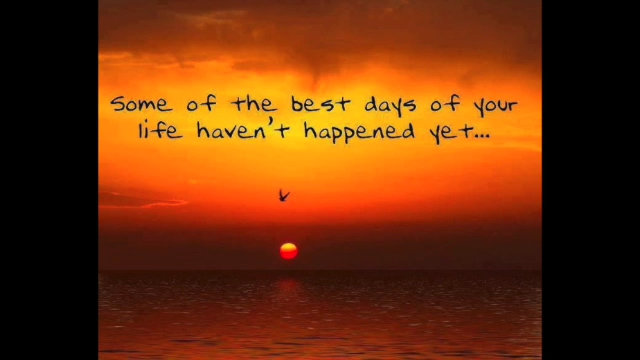 Some of the best days of your
life haven't happened yet...